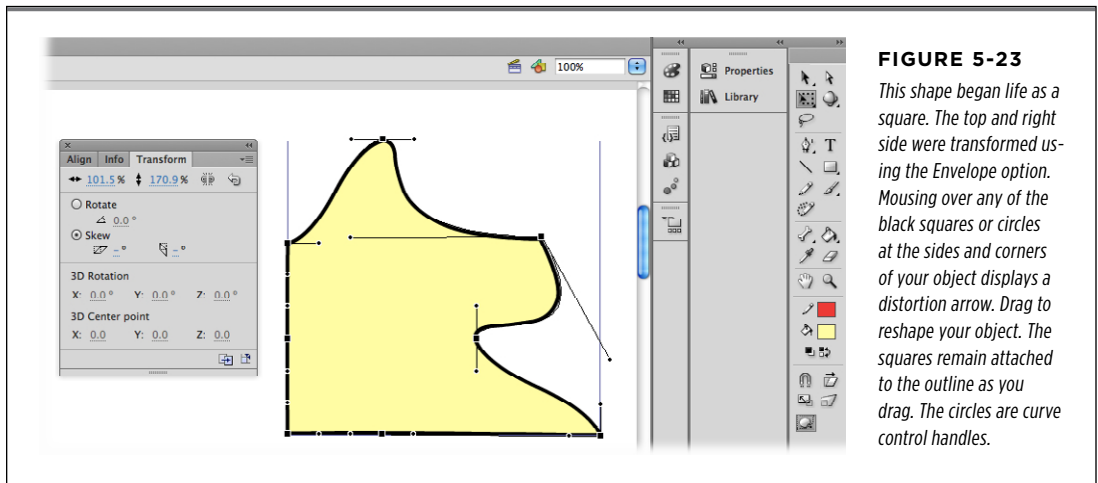 100%
Properties
Library
Align Info Transform
101.5 % 170.9 %
Rotate
0.0 °
Skew
- ° - °
3D Rotation
X: 0.0 ° Y: 0.0 ° Z: 0.0 °
3D Center point
X: 0.0 Y: 0.0 Z: 0.0
T
FIGURE 5-23
This shape began life as a
square. The top and right
side were transformed us-
ing the Envelope option.
Mousing over any of the
black squares or circles
at the sides and corners
of your object displays a
distortion arrow. Drag to
reshape your object. The
squares remain attached
to the outline as you
drag. The circles are curve
control handles.